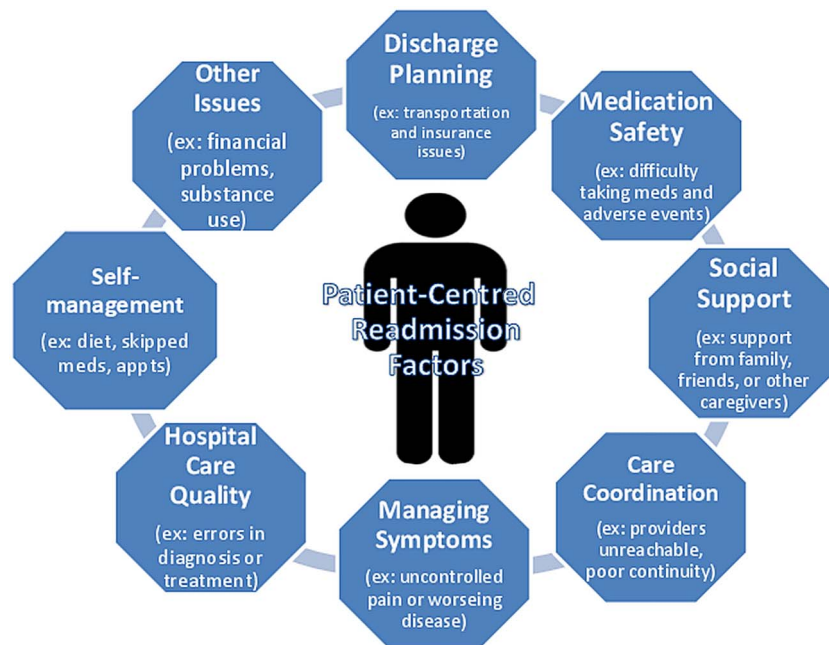 Discharge
Planning
(ex: transportation
and insurance
issues)
Medication
Safety
(ex: difficulty
taking meds and
adverse events)
Social
Support
(ex: support
from family,
friends, or other
caregivers)
Care
Coordination
(ex: providers
unreachable,
poor continuity)
Managing
Symptoms
(ex: uncontrolled
pain or worseing
disease)
Hospital
Care
Quality
(ex: errors in
diagnosis or
treatment)
Self-
management
(ex: diet, skipped
meds, appts)
Other
Issues
(ex: financial
problems,
substance
use)
Patient-Centred
Readmission
Factors